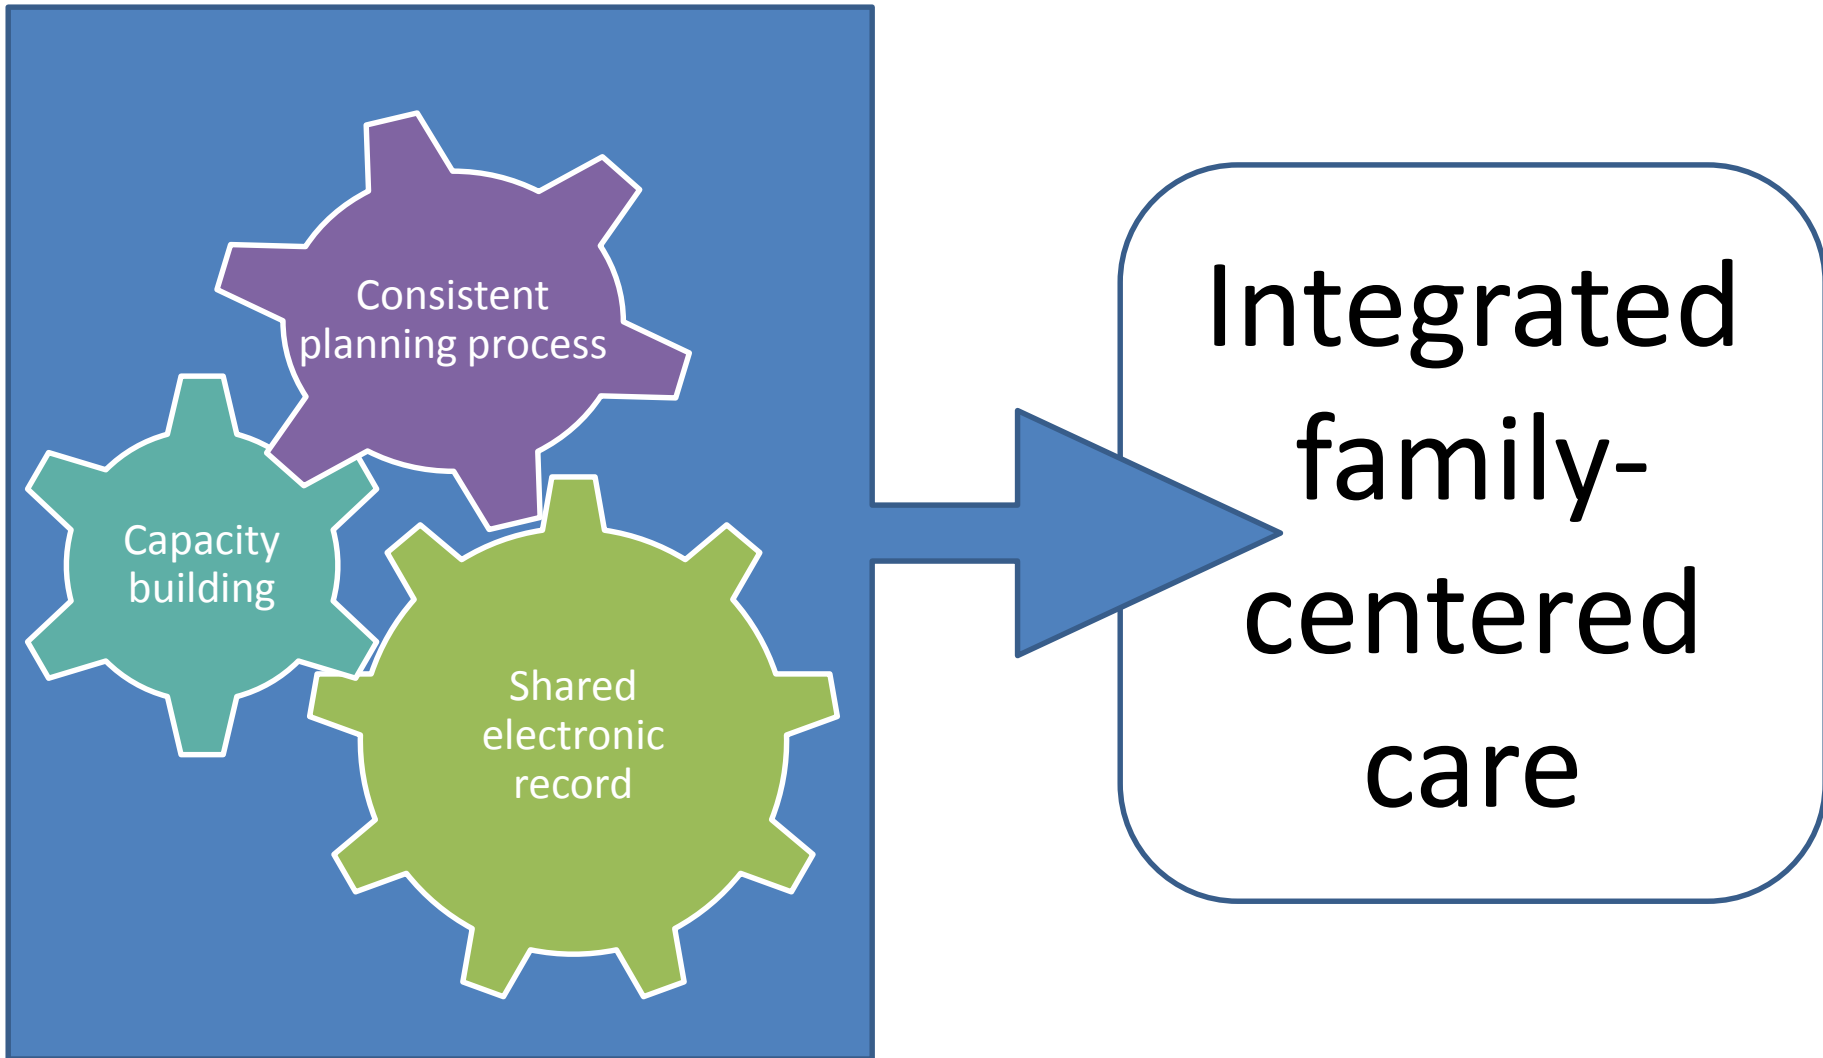 Consistent
planning process
Capacity
building
Shared
electronic
record
Integrated
family-
centered
care